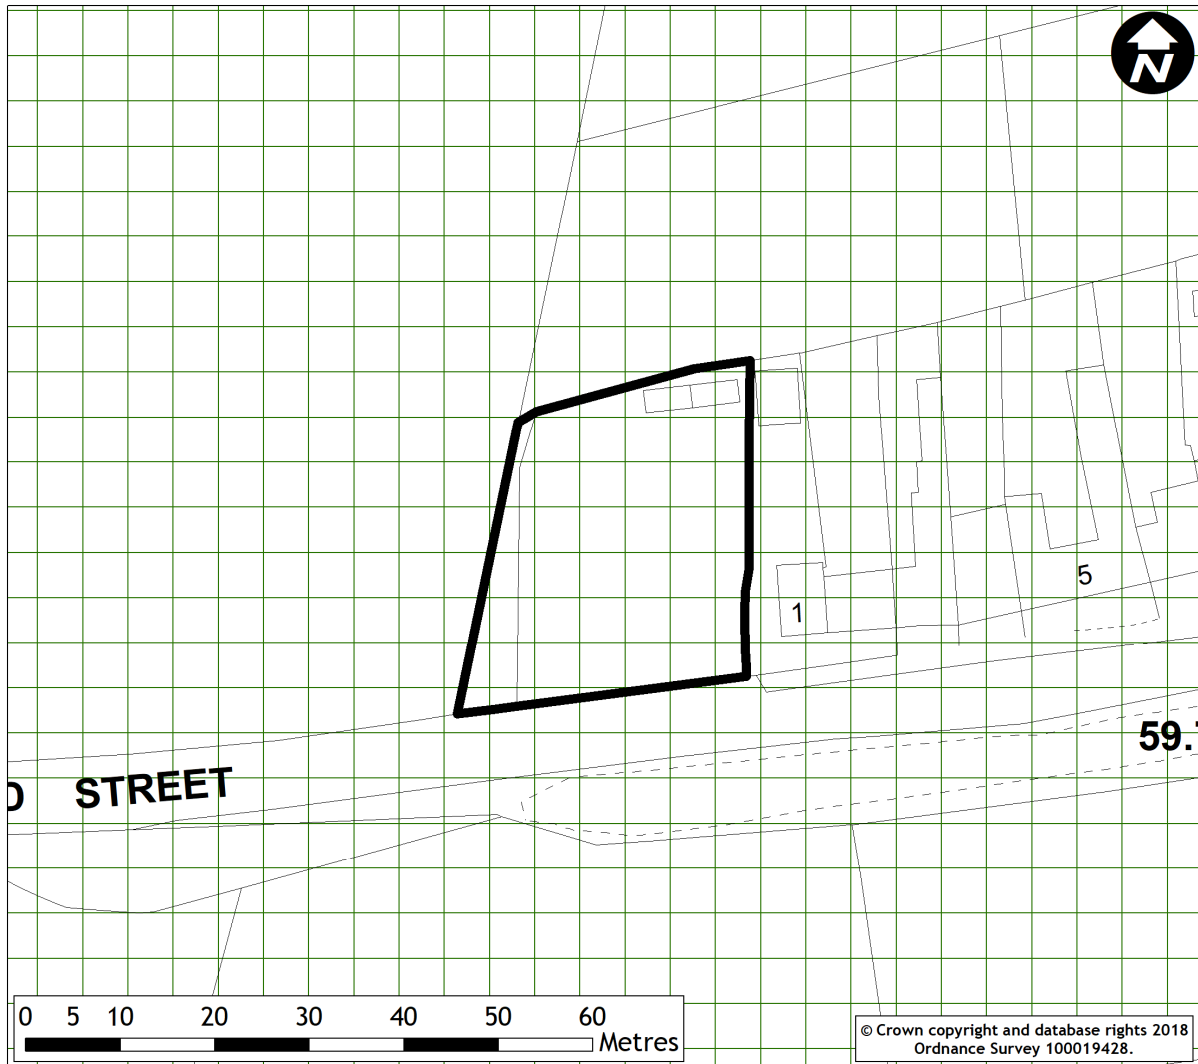 N
1
5
59.
STREET
0 5 10 20 30 40 50 60
Metres
© Crown copyright and database rights 2018
Ordnance Survey 100019428.